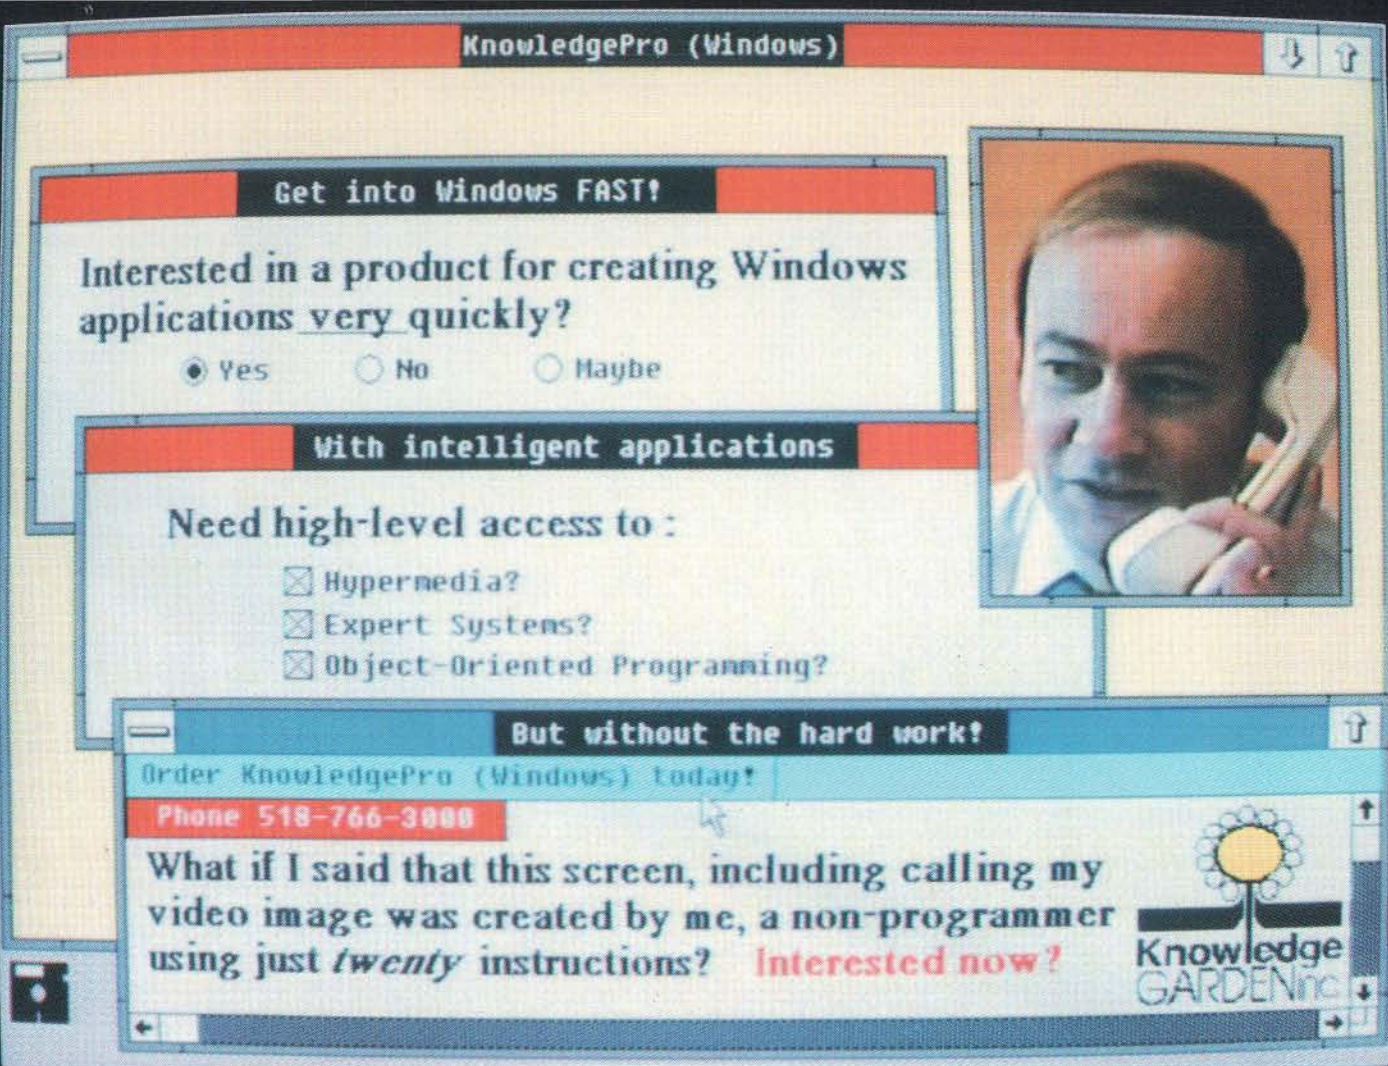 KnowledgePro (Windows)
Get into Windows FAST!
Interested in a product for creating Windows
applications very quickly?
Yes No Maybe
With intelligent applications
Need high-level access to :
Hypermedia?
Expert Systems?
Object-Oriented Programming?
But without the hard work!
Order KnowledgePro (Windows) today!
Phone 518-766-3000
What if I said that this screen, including calling my
video image was created by me, a non-programmer
using just twenty instructions? Interested now?
Knowledge
GARDEN inc